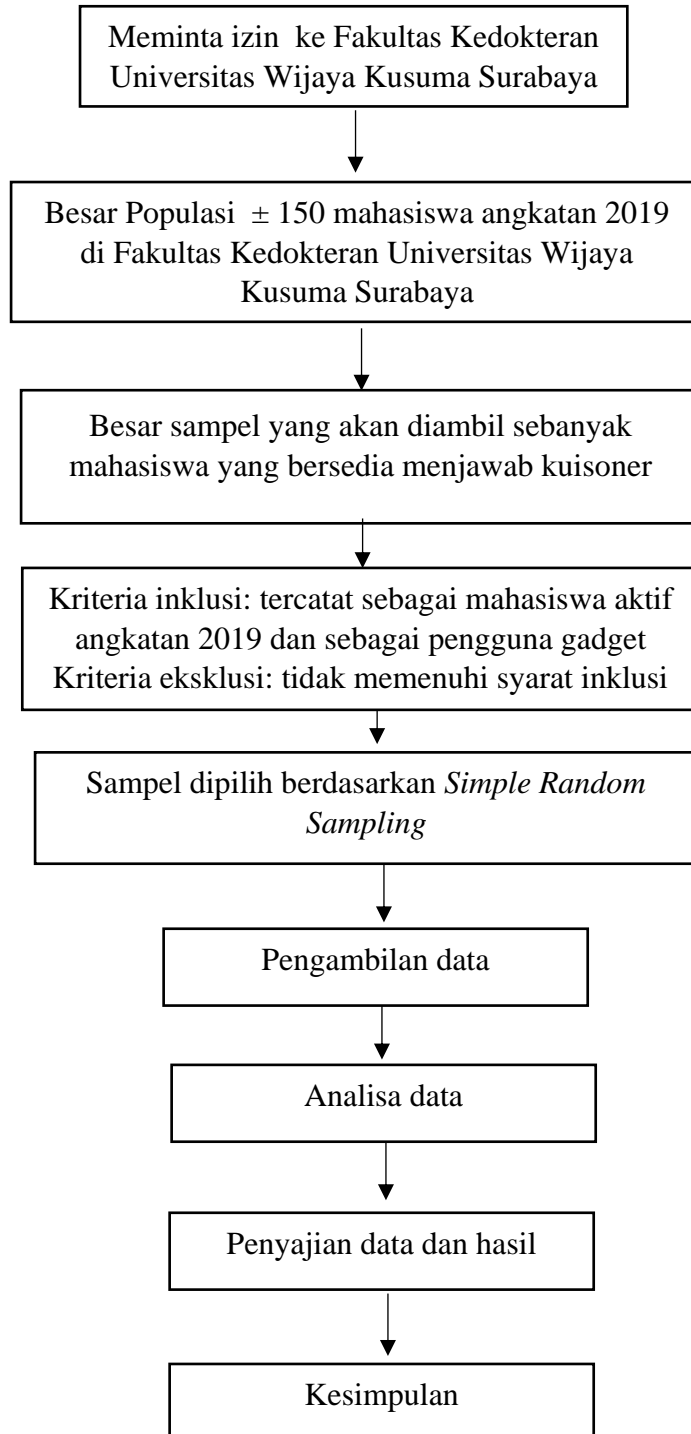 Meminta izin ke Fakultas Kedokteran
Universitas Wijaya Kusuma Surabaya
Besar Populasi ± 150 mahasiswa angkatan 2019
di Fakultas Kedokteran Universitas Wijaya
Kusuma Surabaya
Besar sampel yang akan diambil sebanyak
mahasiswa yang bersedia menjawab kuisoner
Kriteria inklusi: tercatat sebagai mahasiswa aktif
angkatan 2019 dan sebagai pengguna gadget
Kriteria eksklusi: tidak memenuhi syarat inklusi
Sampel dipilih berdasarkan Simple Random
Sampling
Pengambilan data
Analisa data
Penyajian data dan hasil
Kesimpulan